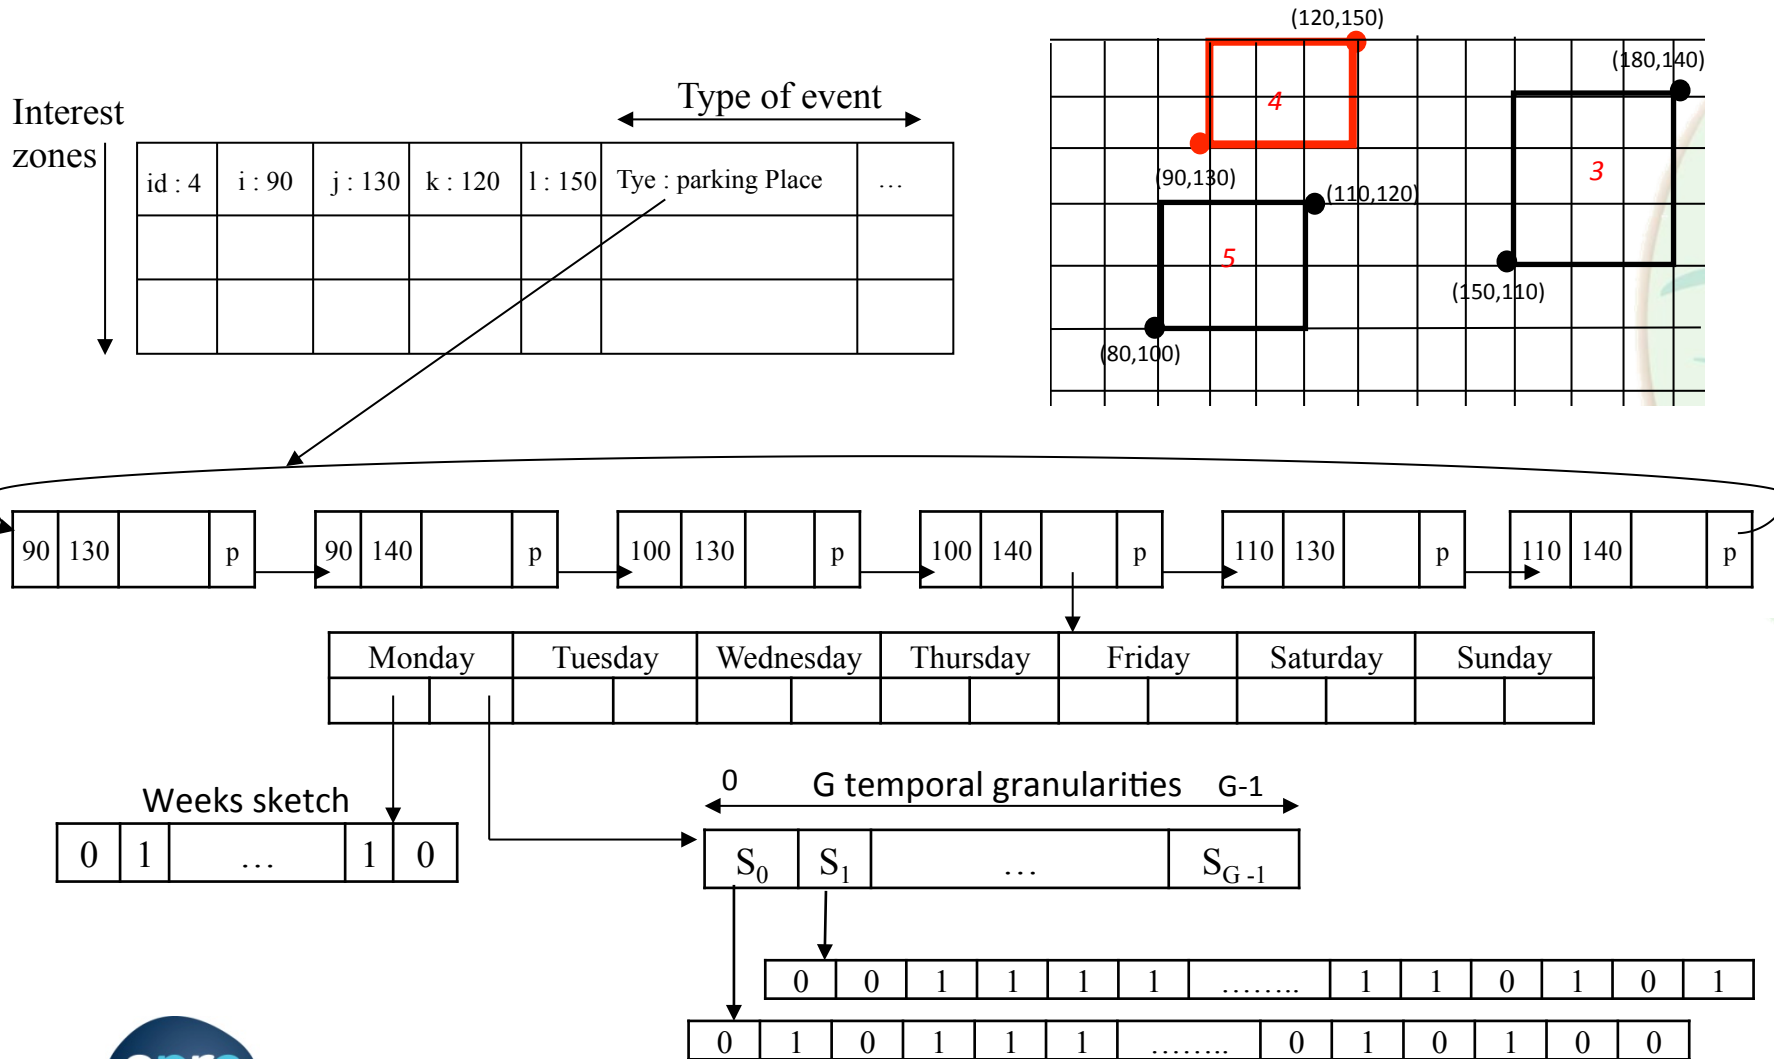 (120,150)
(180,140)
Type of event
Interest
zones
4
id : 4 i : 90 j : 130 k : 120 l : 150 Tye : parking Place …
3
(90,130)
(110,120)
5
(150,110)
(80,100)
90 130 p 90 140 p 100 130 p 100 140 p 110 130 p 110 140 p
Monday Tuesday Wednesday Thursday Friday Saturday Sunday
0 G temporal granularities G-1
Weeks sketch
0 1 … 1 0
S0 S1 … SG -1
0 0 1 1 1 1 …….. 1 1 0 1 0 1
0 1 0 1 1 1 …….. 0 1 0 1 0 0